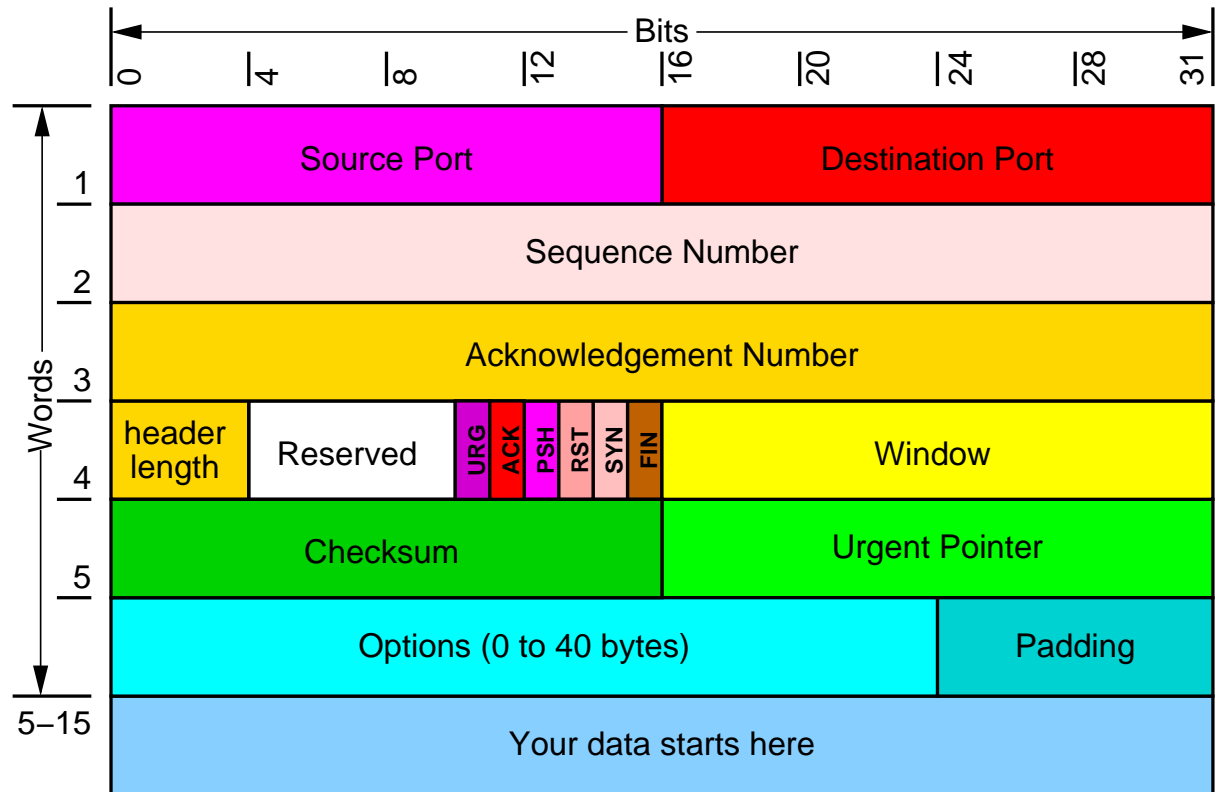 Bits
0 4 8 12 16 20 24 28 31
Words
Source Port Destination Port
1
Sequence Number
2
Acknowledgement Number
3
header
length Reserved URG ACK PSH RST SYN FIN Window
4
Checksum Urgent Pointer
5
Options (0 to 40 bytes) Padding
5–15
Your data starts here